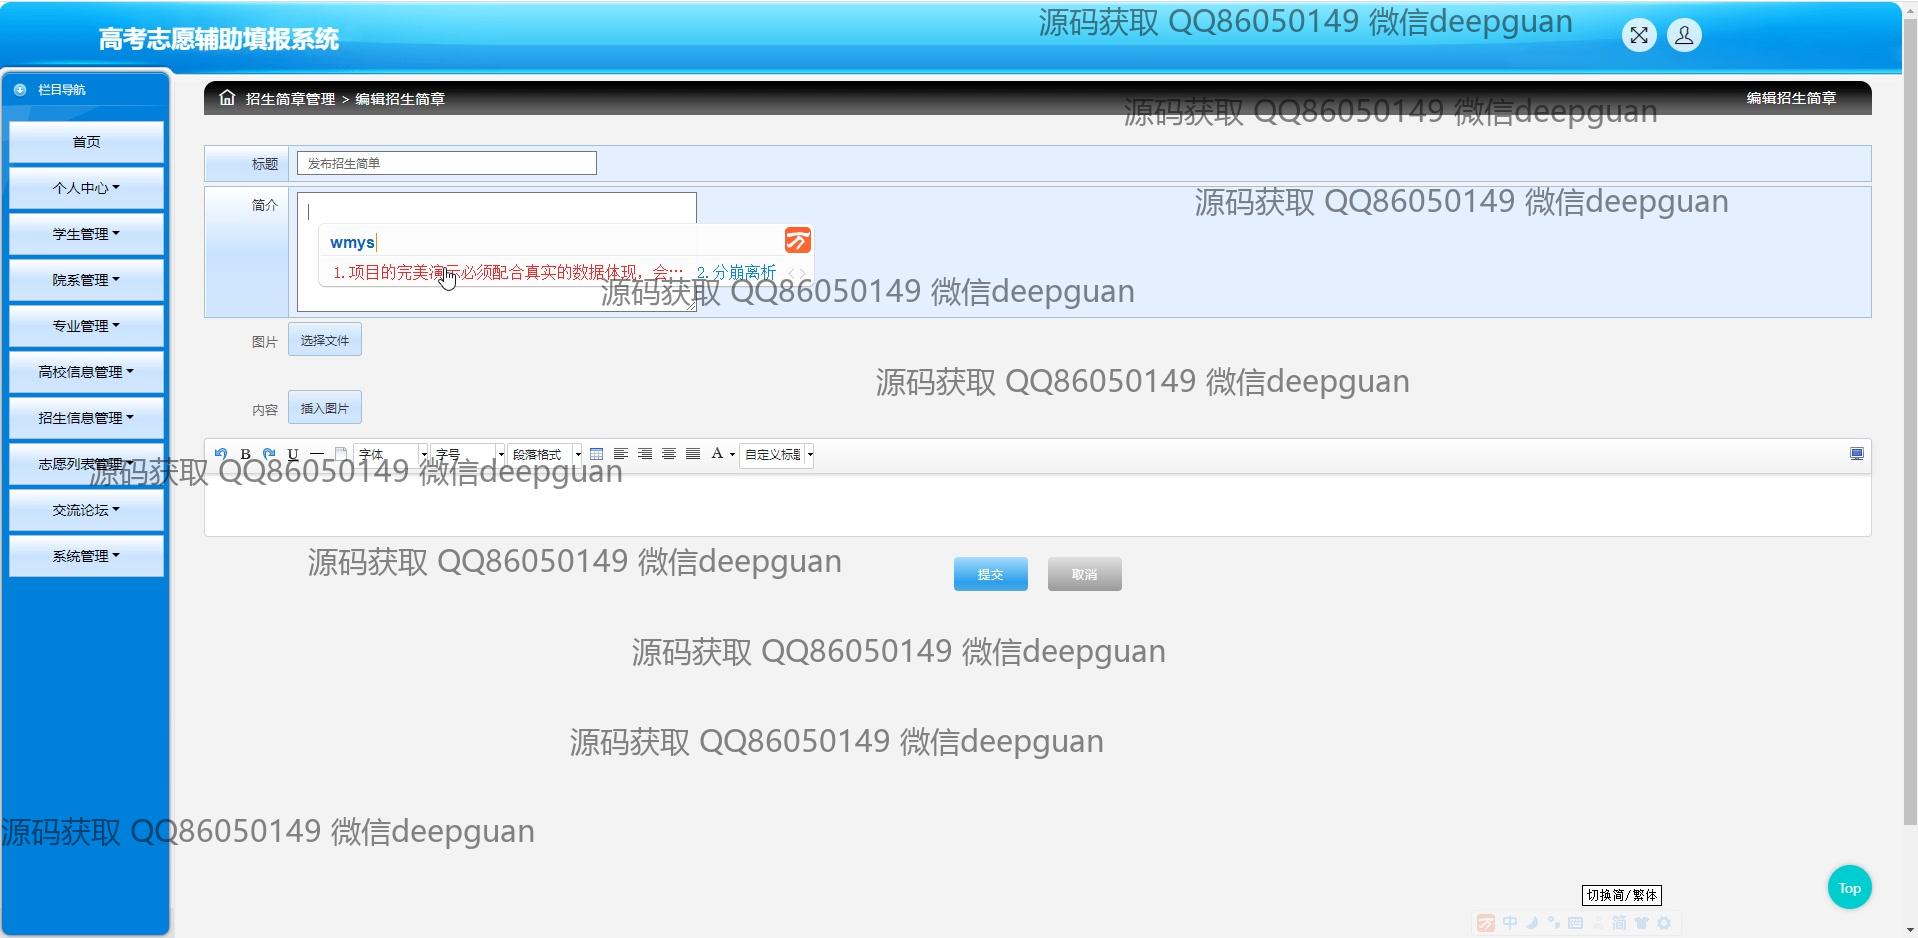 高考志愿辅助填报系统
源码获取 QQ86050149 微信deepguan
栏目导航
招生简章管理 > 编辑招生简章
编辑招生简章
源码获取 QQ86050149 微信deepguan
首页
个人中心
学生管理
院系管理
专业管理
高校信息管理
招生信息管理
志愿列表管理
交流论坛
系统管理
标题
发布招生简单
简介
源码获取 QQ86050149 微信deepguan
wmys
1.项目的完美演示必须配合真实的数据体现，会… 2.分崩离析
源码获取 QQ86050149 微信deepguan
图片
选择文件
源码获取 QQ86050149 微信deepguan
内容
插入图片
B U 字体 字号 段落格式 A 自定义标题
源码获取 QQ86050149 微信deepguan
源码获取 QQ86050149 微信deepguan
提交
取消
源码获取 QQ86050149 微信deepguan
源码获取 QQ86050149 微信deepguan
源码获取 QQ86050149 微信deepguan
Top
切换简/繁体
万 中 简